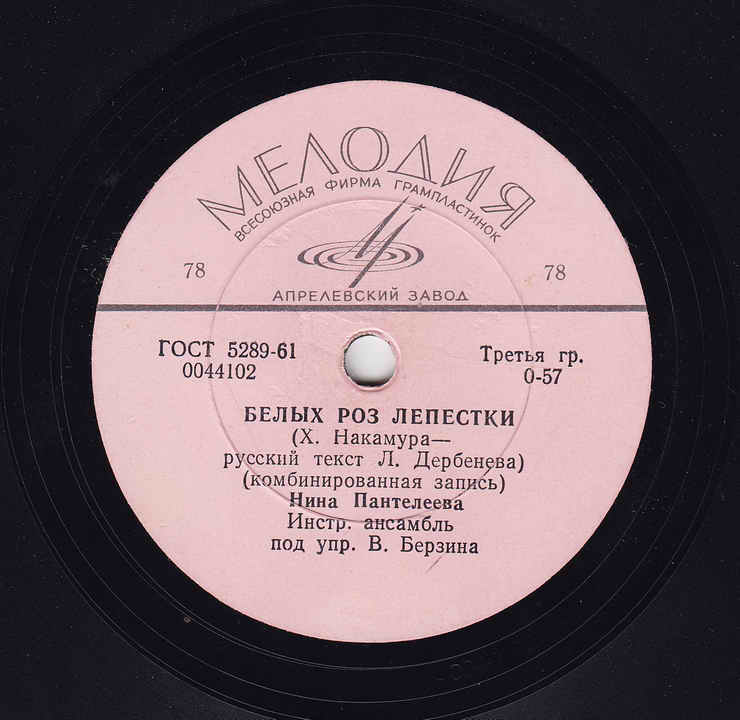 МЕЛОДИЯ
ВСЕСОЮЗНАЯ ФИРМА ГРАМПЛАСТИНОК
78 78
АПРЕЛЕВСКИЙ ЗАВОД
ГОСТ 5289-61 Третья гр.
0044102 0-57
БЕЛЫХ РОЗ ЛЕПЕСТКИ
(Х. Накамура—
русский текст Л. Дербенева)
(комбинированная запись)
Нина Пантелеева
Инстр. ансамбль
под упр. В. Берзина